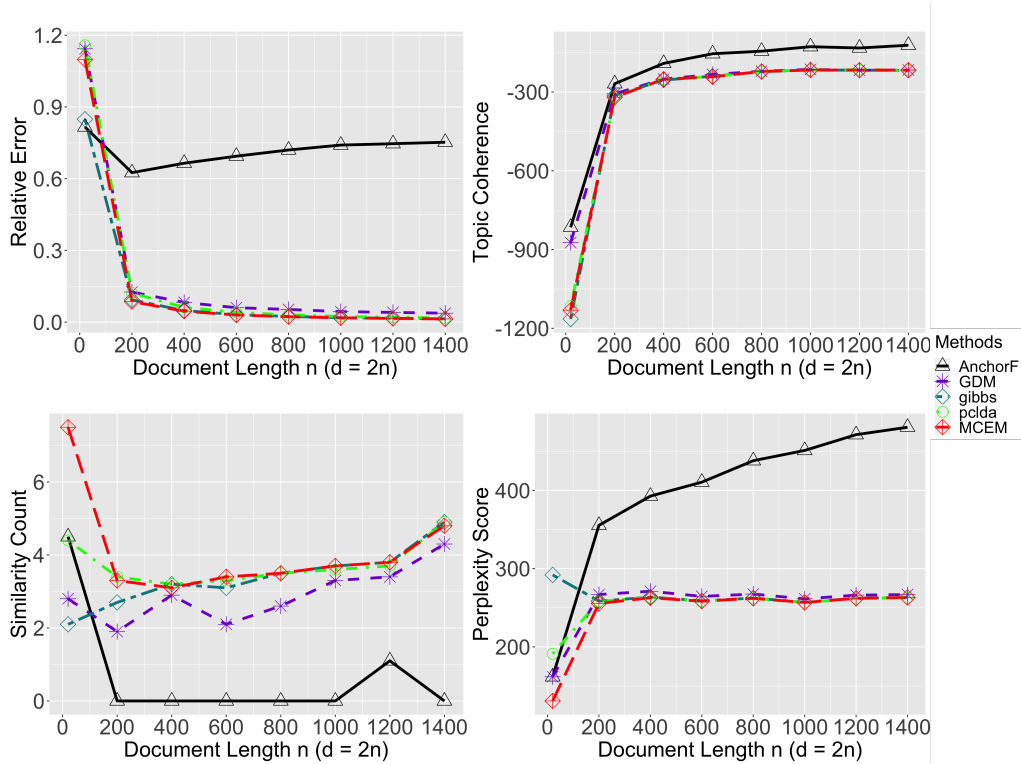 1.2
0.9
0.6
0.3
0.0
Relative Error
0 200 400 600 800 1000 1200 1400
Document Length n (d = 2n)
-300
-600
-900
-1200
Topic Coherence
0 200 400 600 800 1000 1200 1400
Document Length n (d = 2n)
Methods
AnchorF
GDM
gibbs
pclda
MCEM
6
4
2
0
Similarity Count
0 200 400 600 800 1000 1200 1400
Document Length n (d = 2n)
400
300
200
Perplexity Score
0 200 400 600 800 1000 1200 1400
Document Length n (d = 2n)